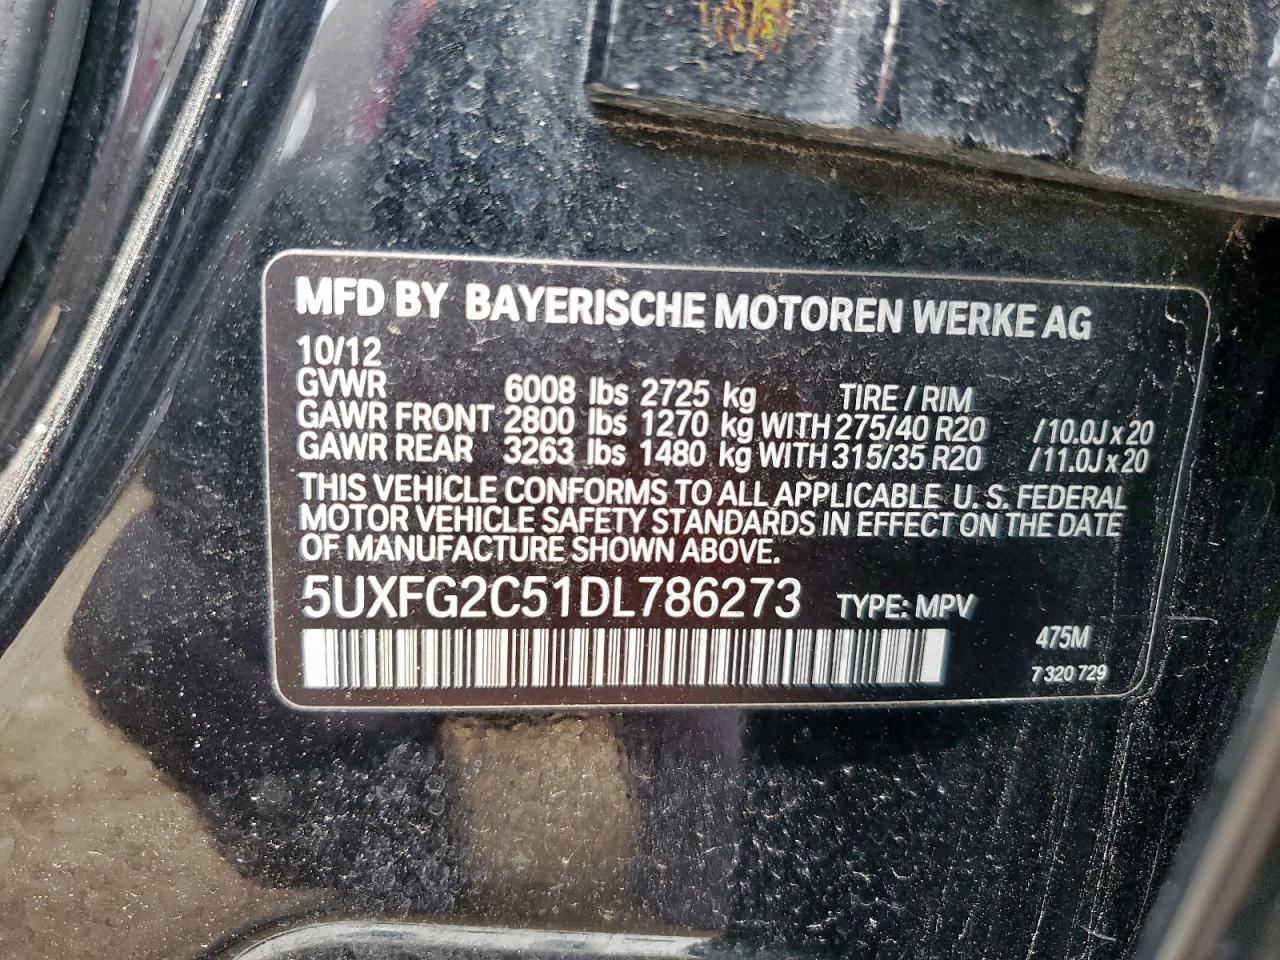 MFD BY BAYERISCHE MOTOREN WERKE AG
10/12
GVWR 6008 lbs 2725 kg TIRE / RIM
GAWR FRONT 2800 lbs 1270 kg WITH 275/40 R20 /10.0J x 20
GAWR REAR 3263 lbs 1480 kg WITH 315/35 R20 /11.0J x 20
THIS VEHICLE CONFORMS TO ALL APPLICABLE U. S. FEDERAL
MOTOR VEHICLE SAFETY STANDARDS IN EFFECT ON THE DATE
OF MANUFACTURE SHOWN ABOVE.
5UXFG2C51DL786273 TYPE: MPV
475M
7 320 729